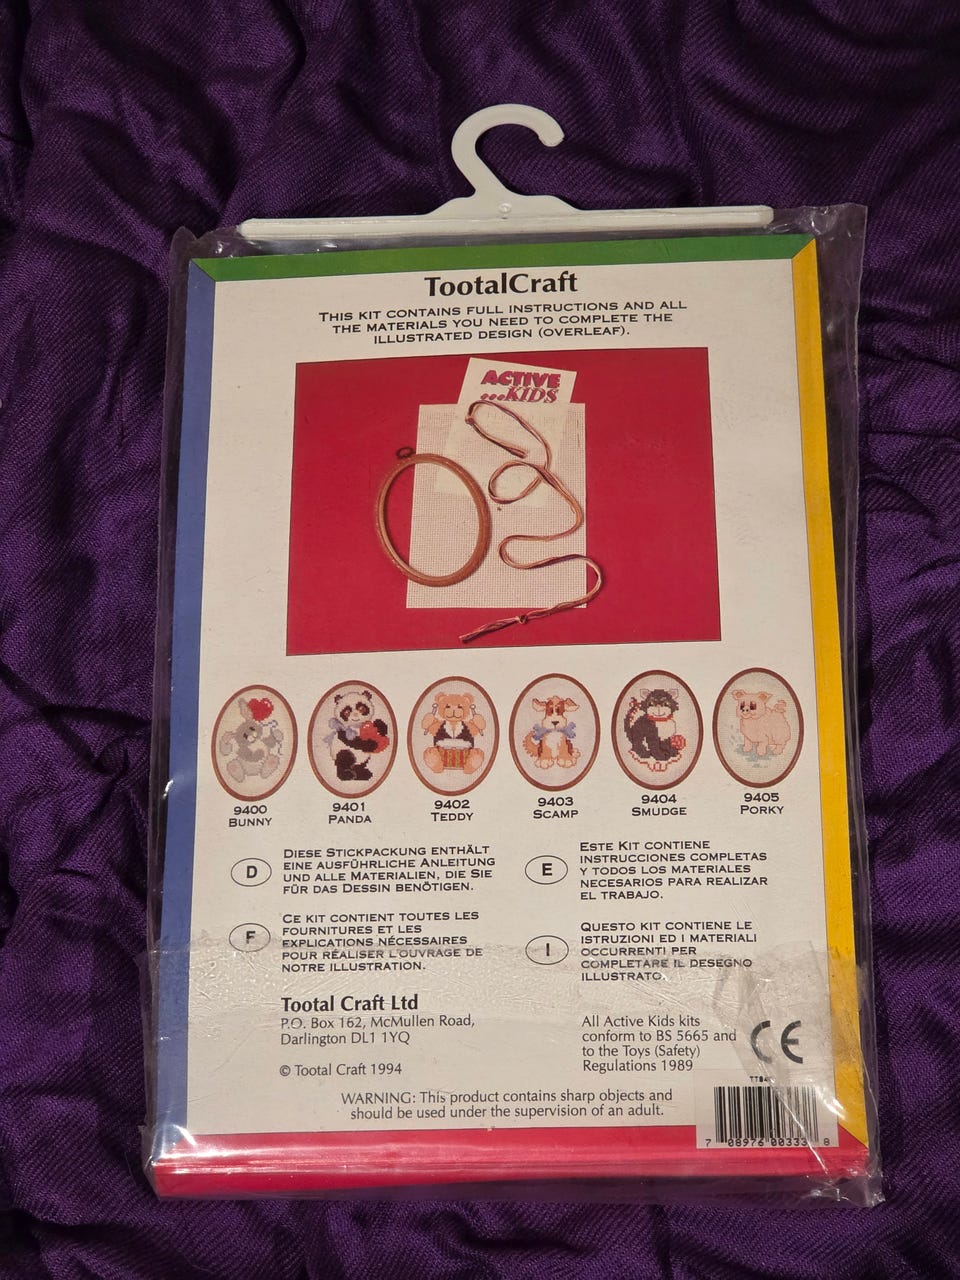 TootalCraft
THIS KIT CONTAINS FULL INSTRUCTIONS AND ALL
THE MATERIALS YOU NEED TO COMPLETE THE
ILLUSTRATED DESIGN (OVERLEAF).
ACTIVE
...KIDS
9400
BUNNY
9401
PANDA
9402
TEDDY
9403
SCAMP
9404
SMUDGE
9405
PORKY
D
DIESE STICKPACKUNG ENTHÄLT
EINE AUSFÜHRLICHE ANLEITUNG
UND ALLE MATERIALIEN, DIE SIE
FÜR DAS DESSIN BENÖTIGEN.
E
ESTE KIT CONTIENE
INSTRUCCIONES COMPLETAS
Y TODOS LOS MATERIALES
NECESARIOS PARA REALIZAR
EL TRABAJO.
F
CE KIT CONTIENT TOUTES LES
FOURNITURES ET LES
EXPLICATIONS NÉCESSAIRES
POUR RÉALISER L'OUVRAGE DE
NOTRE ILLUSTRATION.
I
QUESTO KIT CONTIENE LE
ISTRUZIONI ED I MATERIALI
OCCURRENTI PER
COMPLETARE IL DESEGNO
ILLUSTRATO.
Tootal Craft Ltd
P.O. Box 162, McMullen Road,
Darlington DL1 1YQ
© Tootal Craft 1994
All Active Kids kits
conform to BS 5665 and
to the Toys (Safety)
Regulations 1989
CE
WARNING: This product contains sharp objects and
should be used under the supervision of an adult.
7 08976 00333 8